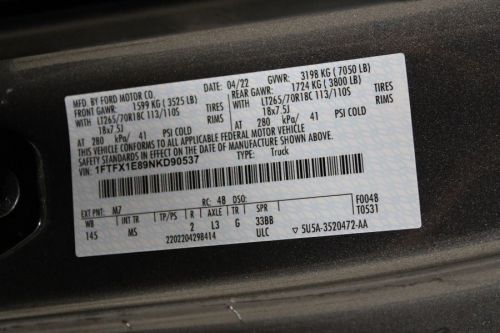 MFD. BY FORD MOTOR CO. DATE: 04/22 GVWR: 3198 KG (7050 LB)
FRONT GAWR: 1599 KG (3525 LB) REAR GAWR: 1724 KG (3800 LB)
WITH LT265/70R18C 113/110S TIRES WITH LT265/70R18C 113/110S TIRES
18x7.5J RIMS 18x7.5J RIMS
AT 280 kPa/ 41 PSI COLD AT 280 kPa/ 41 PSI COLD
THIS VEHICLE CONFORMS TO ALL APPLICABLE FEDERAL MOTOR VEHICLE
SAFETY STANDARDS IN EFFECT ON THE DATE OF MANUFACTURE SHOWN ABOVE.
VIN: 1FTFX1E89NKD90537 TYPE: Truck
EXT PNT: M7 RC: 48 DSO: F0048
WB TP/PS R AXLE TR SPR T0531
145 MS 2 L3 G 33BB
2202204298414 ULC 5U5A-3520472-AA